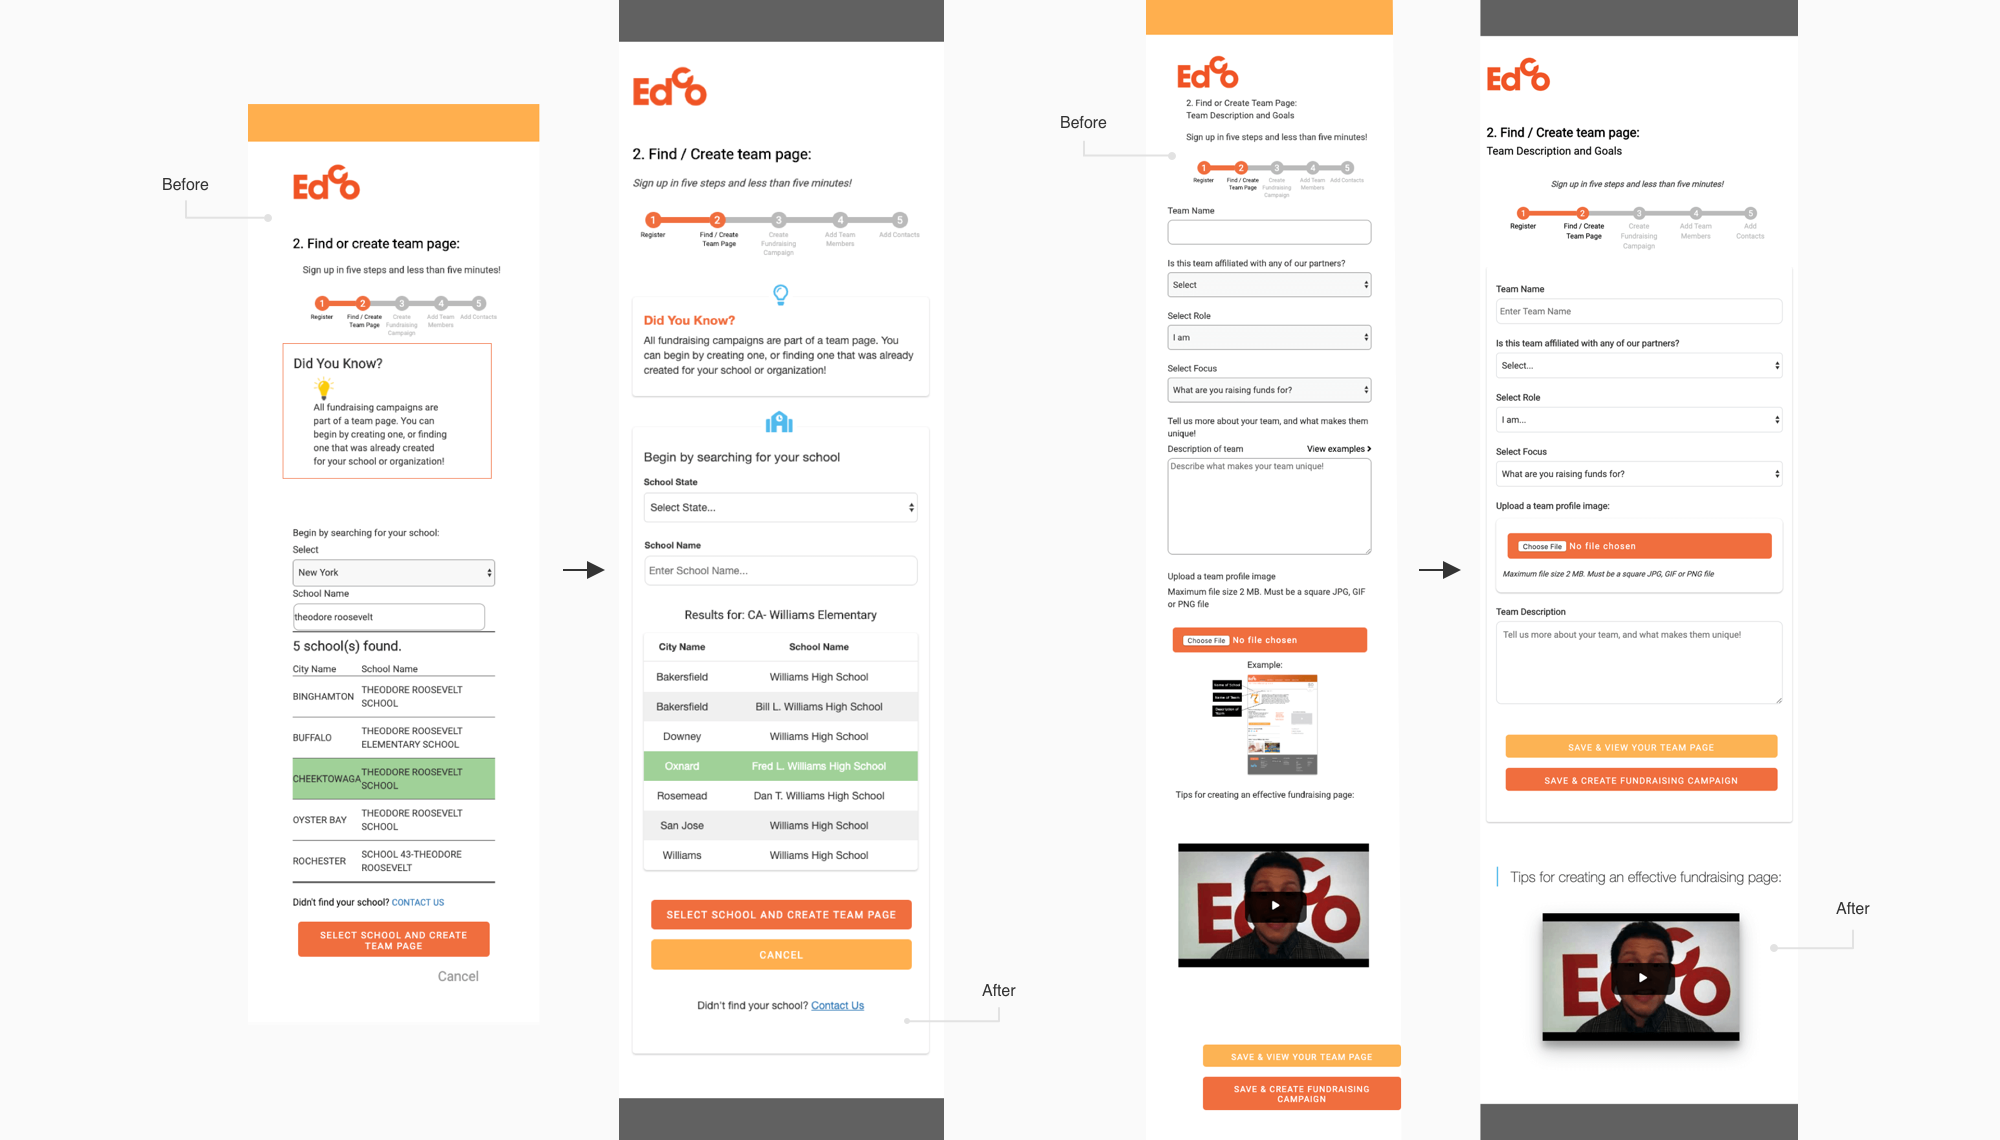 Before
EdCo
2. Find or create team page:
Sign up in five steps and less than five minutes!
1 2 3 4 5
Register
Find / Create
Team Page
Create
Fundraising
Campaign
Add Team
Members
Add Contacts
Did You Know?
All fundraising campaigns are
part of a team page. You can
begin by creating one, or finding
one that was already created
for your school or organization!
Begin by searching for your school:
Select
New York
School Name
theodore roosevelt
5 school(s) found.
City Name School Name
BINGHAMTON THEODORE ROOSEVELT
SCHOOL
BUFFALO THEODORE ROOSEVELT
ELEMENTARY SCHOOL
CHEEKTOWAGA THEODORE ROOSEVELT
SCHOOL
OYSTER BAY THEODORE ROOSEVELT
SCHOOL
ROCHESTER SCHOOL 43-THEODORE
ROOSEVELT
Didn't find your school? CONTACT US
SELECT SCHOOL AND CREATE
TEAM PAGE
Cancel
EdCo
2. Find / Create team page:
Sign up in five steps and less than five minutes!
1 2 3 4 5
Register
Find / Create
Team Page
Create
Fundraising
Campaign
Add Team
Members
Add Contacts
Did You Know?
All fundraising campaigns are part of a team page. You
can begin by creating one, or finding one that was already
created for your school or organization!
Begin by searching for your school
School State
Select State...
School Name
Enter School Name...
Results for: CA- Williams Elementary
City Name School Name
Bakersfield Williams High School
Bakersfield Bill L. Williams High School
Downey Williams High School
Oxnard Fred L. Williams High School
Rosemead Dan T. Williams High School
San Jose Williams High School
Williams Williams High School
SELECT SCHOOL AND CREATE TEAM PAGE
CANCEL
Didn't find your school? Contact Us
After
Before
EdCo
2. Find or Create Team Page:
Team Description and Goals
Sign up in five steps and less than five minutes!
1 2 3 4 5
Register
Find / Create
Team Page
Create
Fundraising
Campaign
Add Team
Members
Add Contacts
Team Name
Is this team affiliated with any of our partners?
Select
Select Role
I am
Select Focus
What are you raising funds for?
Tell us more about your team, and what makes them
unique!
Description of team View examples
Describe what makes your team unique!
Upload a team profile image
Maximum file size 2 MB. Must be a square JPG, GIF
or PNG file
Choose File No file chosen
Example:
Tips for creating an effective fundraising page:
EdCo
SAVE & VIEW YOUR TEAM PAGE
SAVE & CREATE FUNDRAISING
CAMPAIGN
EdCo
2. Find / Create team page:
Team Description and Goals
Sign up in five steps and less than five minutes!
1 2 3 4 5
Register
Find / Create
Team Page
Create
Fundraising
Campaign
Add Team
Members
Add
Contacts
Team Name
Enter Team Name
Is this team affiliated with any of our partners?
Select...
Select Role
I am...
Select Focus
What are you raising funds for?
Upload a team profile image:
Choose File No file chosen
Maximum file size 2 MB. Must be a square JPG, GIF or PNG file
Team Description
Tell us more about your team, and what makes them unique!
SAVE & VIEW YOUR TEAM PAGE
SAVE & CREATE FUNDRAISING CAMPAIGN
Tips for creating an effective fundraising page:
EdCo
After